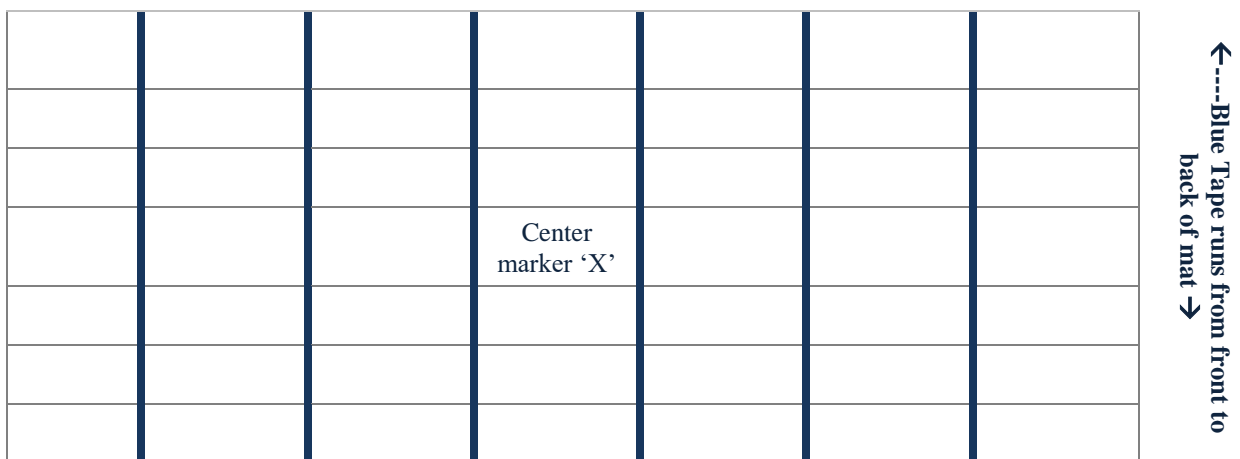 Center
marker ‘X’
←----Blue Tape runs from front to
back of mat →